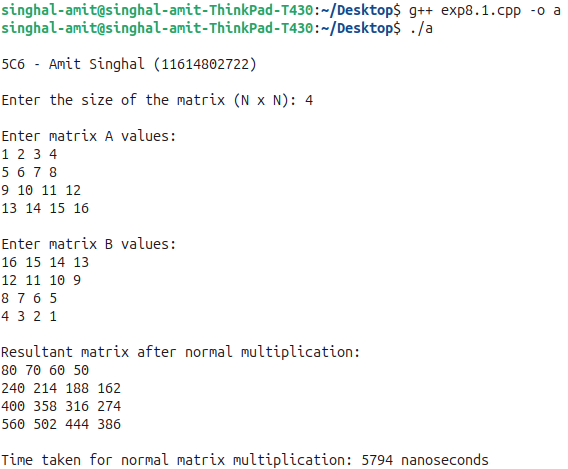 singhal-amit@singhal-amit-ThinkPad-T430:~/Desktop$ g++ exp8.1.cpp -o a
singhal-amit@singhal-amit-ThinkPad-T430:~/Desktop$ ./a
5C6 - Amit Singhal (11614802722)
Enter the size of the matrix (N x N): 4
Enter matrix A values:
1 2 3 4
5 6 7 8
9 10 11 12
13 14 15 16
Enter matrix B values:
16 15 14 13
12 11 10 9
8 7 6 5
4 3 2 1
Resultant matrix after normal multiplication:
80 70 60 50
240 214 188 162
400 358 316 274
560 502 444 386
Time taken for normal matrix multiplication: 5794 nanoseconds